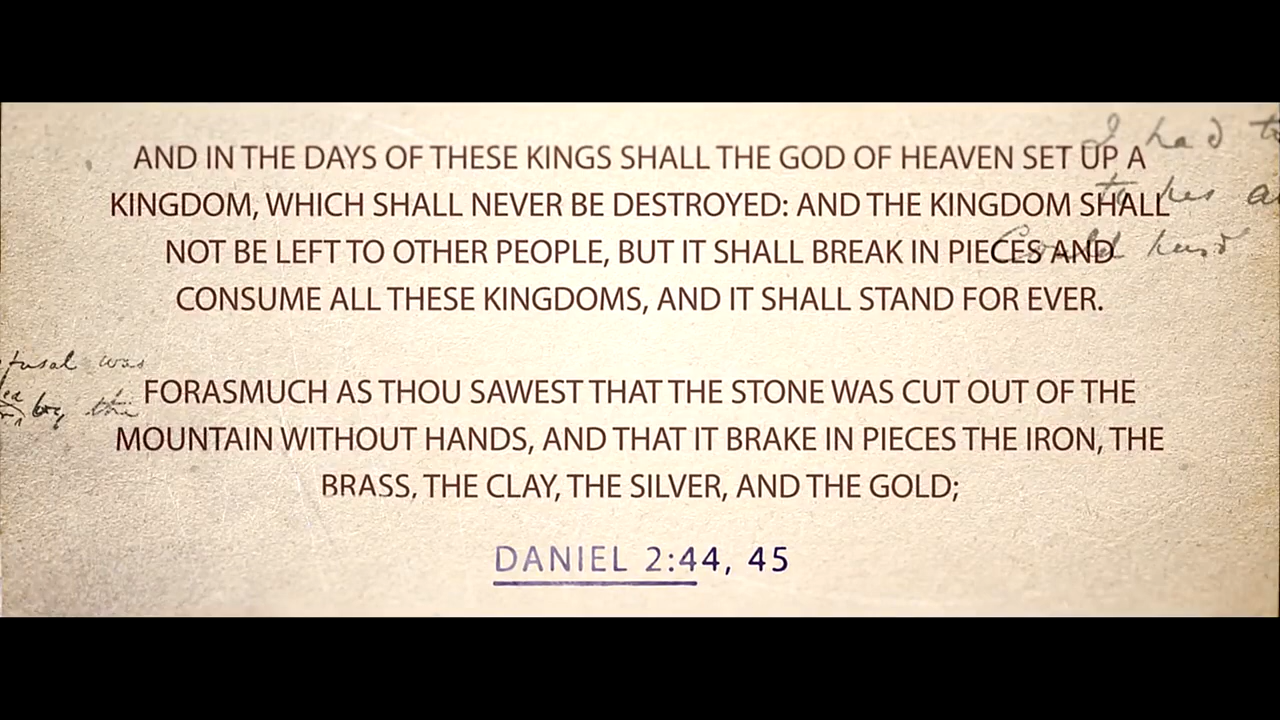 AND IN THE DAYS OF THESE KINGS SHALL THE GOD OF HEAVEN SET UP A
KINGDOM, WHICH SHALL NEVER BE DESTROYED: AND THE KINGDOM SHALL
NOT BE LEFT TO OTHER PEOPLE, BUT IT SHALL BREAK IN PIECES AND
CONSUME ALL THESE KINGDOMS, AND IT SHALL STAND FOR EVER.
FORASMUCH AS THOU SAWEST THAT THE STONE WAS CUT OUT OF THE
MOUNTAIN WITHOUT HANDS, AND THAT IT BRAKE IN PIECES THE IRON, THE
BRASS, THE CLAY, THE SILVER, AND THE GOLD;
DANIEL 2:44, 45
I had
was
by the